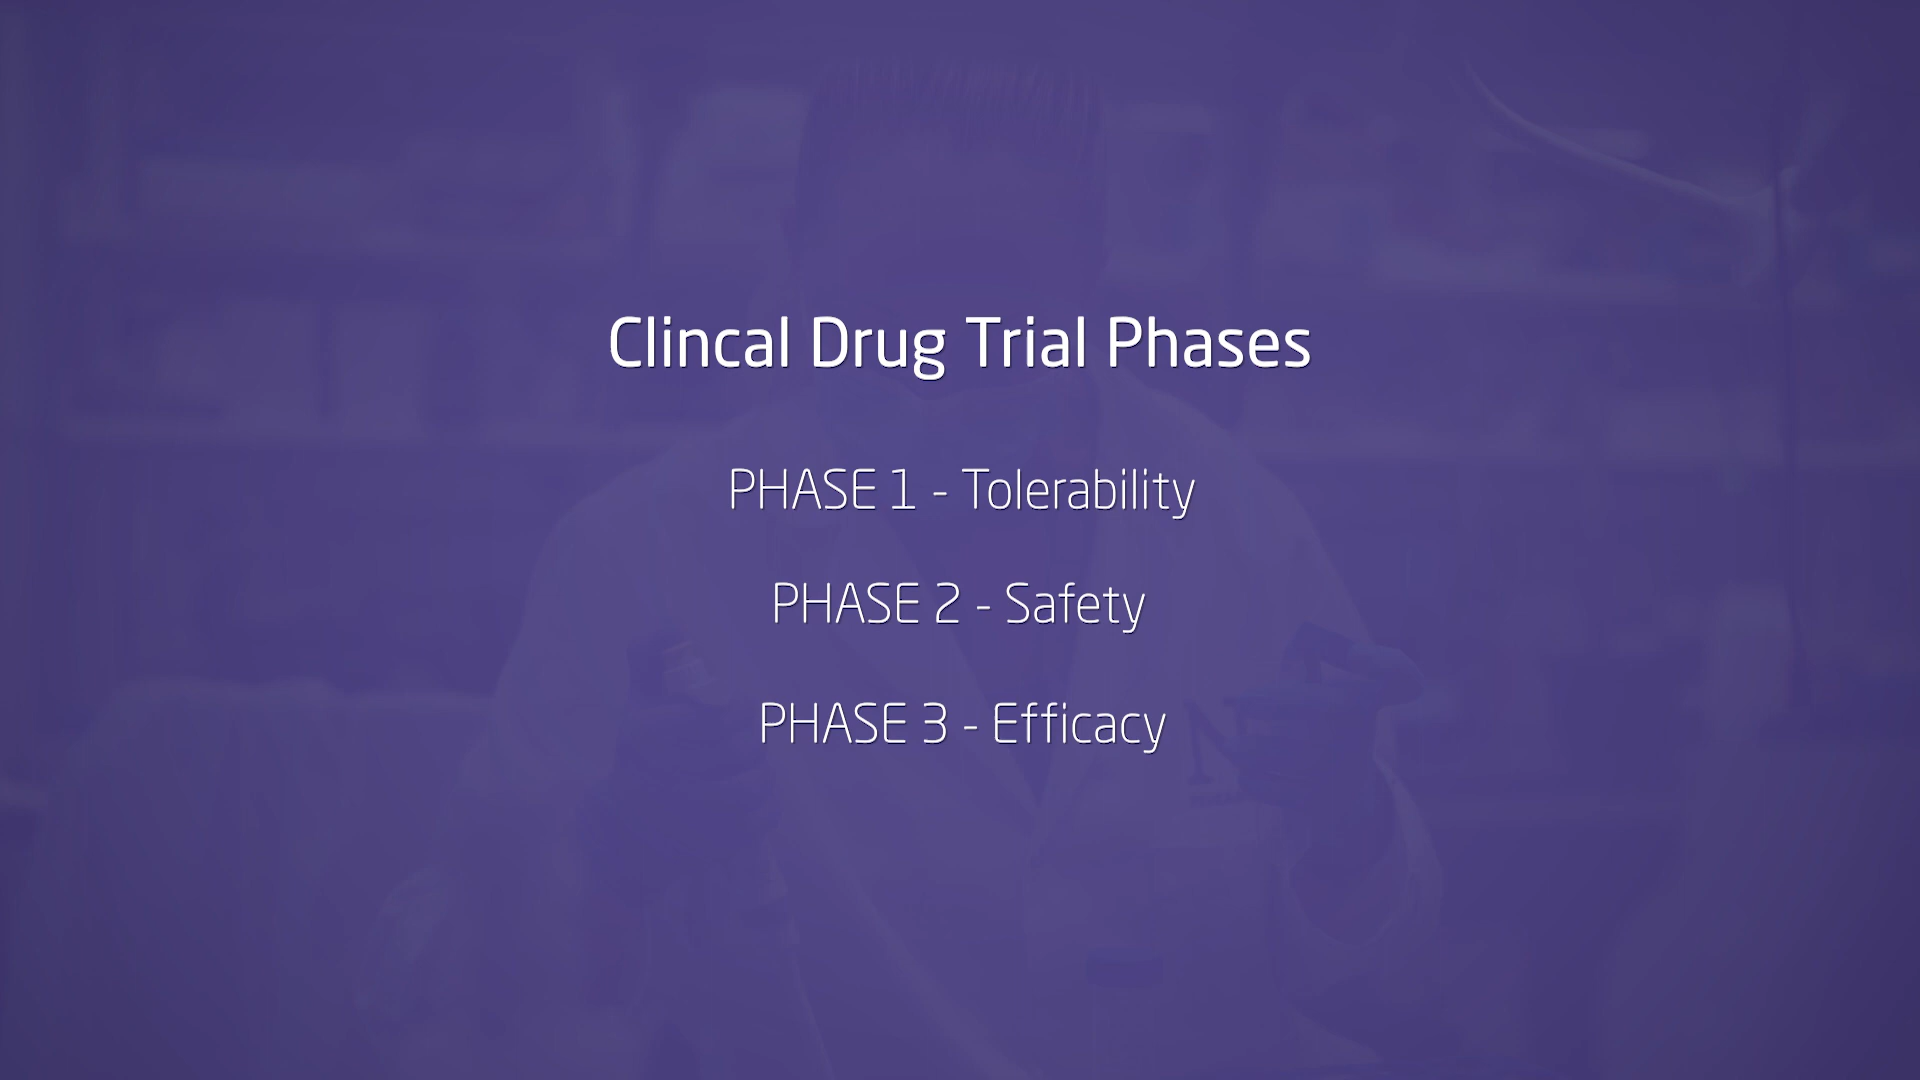 Clincal Drug Trial Phases
PHASE 1 - Tolerability
PHASE 2 - Safety
PHASE 3 - Efficacy